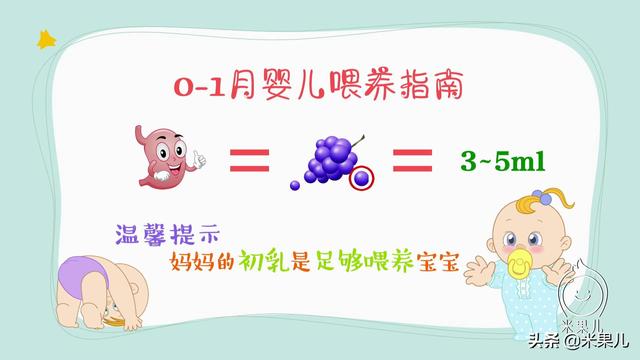 0-1月婴儿喂养指南
= = 3~5ml
温馨提示
妈妈的初乳是足够喂养宝宝
米果儿
头条@米果儿